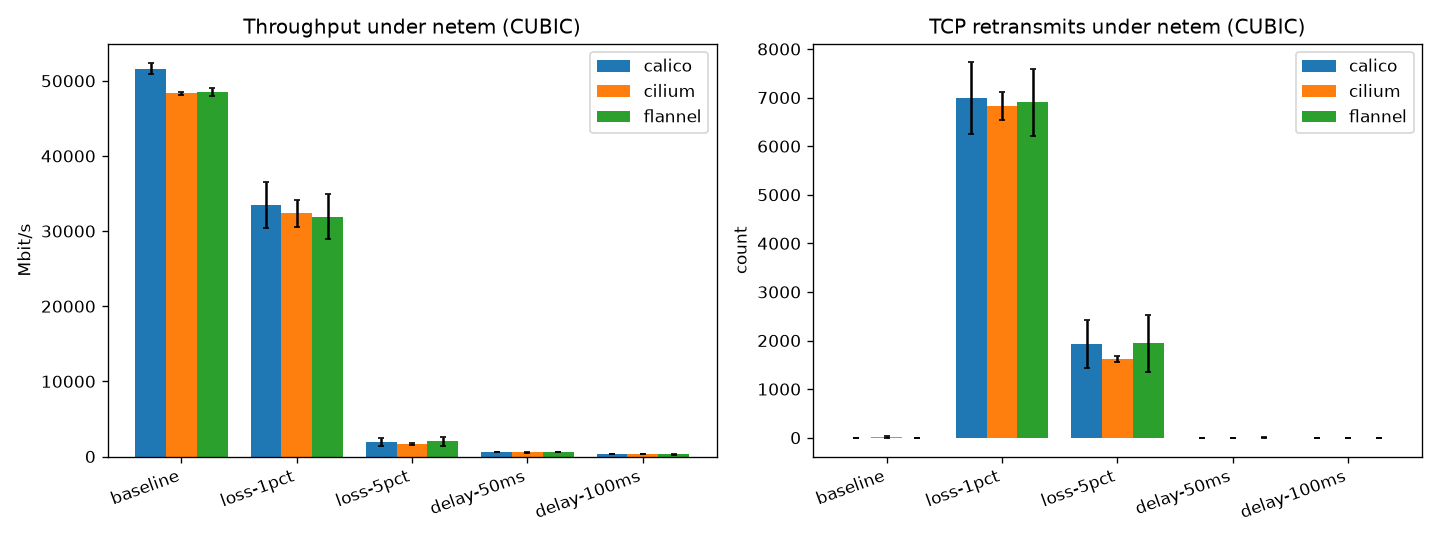 Throughput under netem (CUBIC)
Mbit/s
50000
40000
30000
20000
10000
0
calico
cilium
flannel
baseline
loss-1pct
loss-5pct
delay-50ms
delay-100ms
TCP retransmits under netem (CUBIC)
count
8000
7000
6000
5000
4000
3000
2000
1000
0
calico
cilium
flannel
baseline
loss-1pct
loss-5pct
delay-50ms
delay-100ms